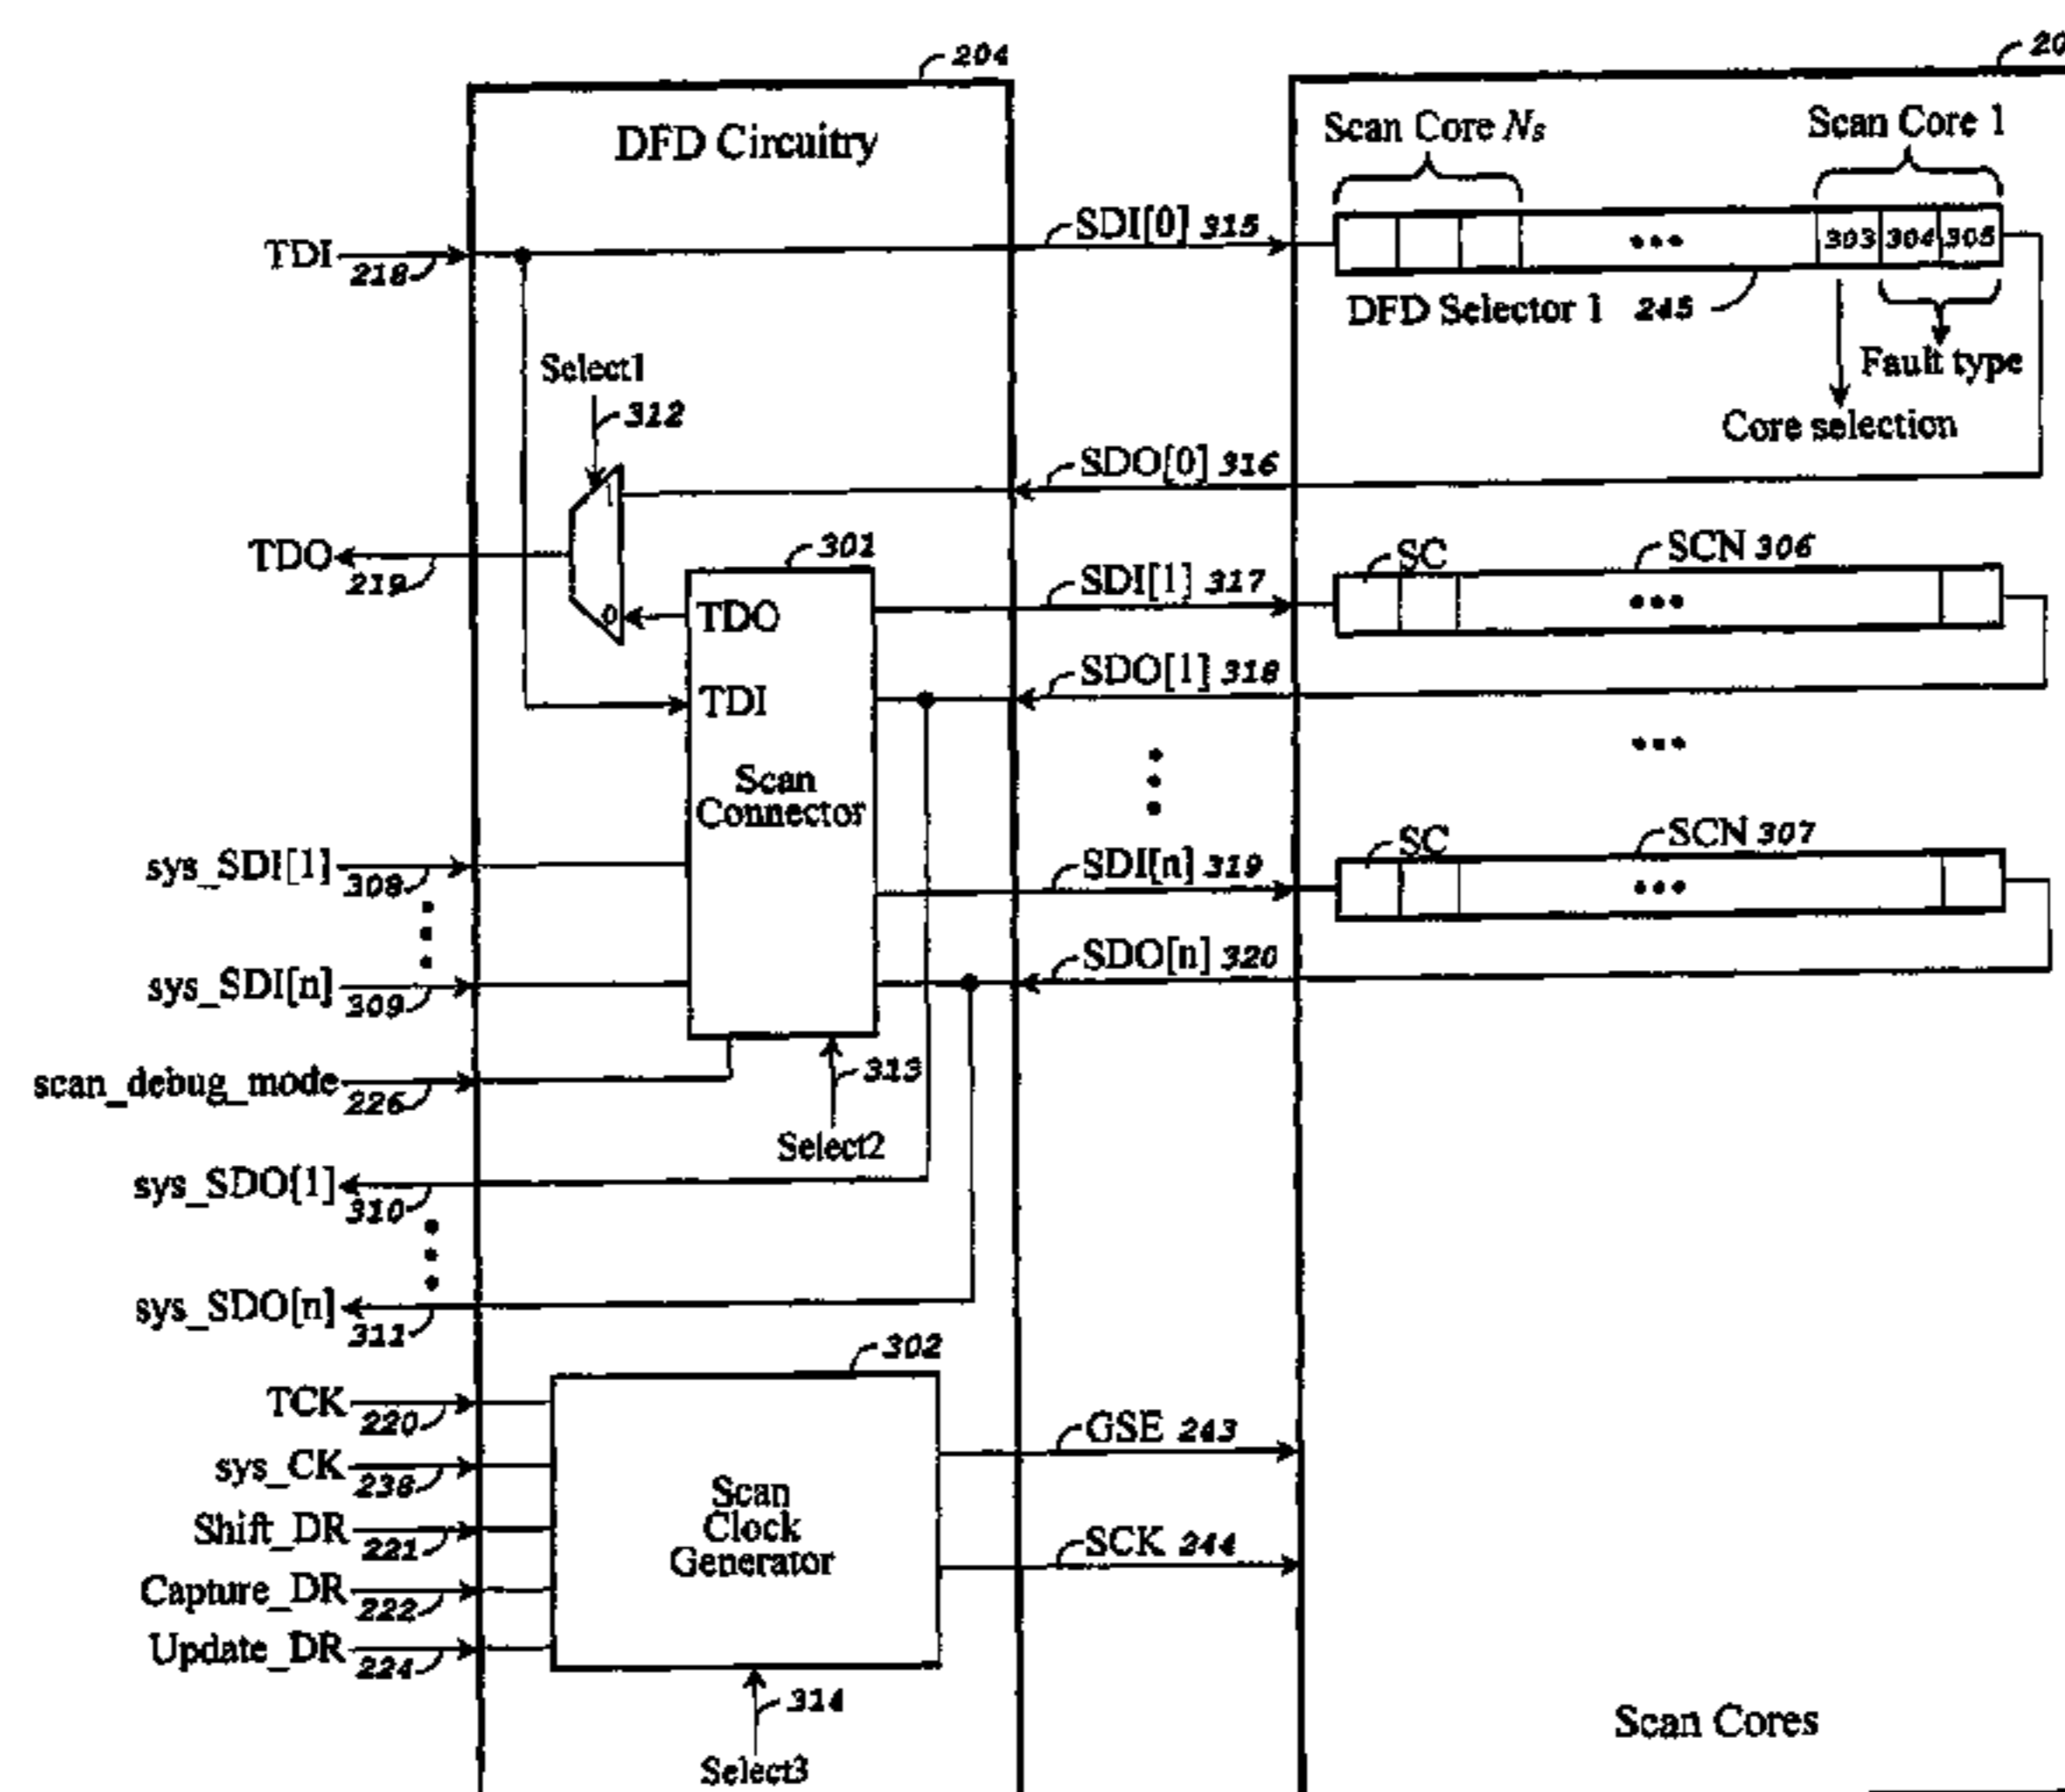 204
20
DFD Circuitry
Scan Core Ns
Scan Core 1
TDI
218
SDI[0] 315
303 304 305
DFD Selector 1 245
Fault type
Core selection
Select1
312
1
SDO[0] 316
TDO
219
0
301
TDO
TDI
Scan
Connector
SDI[1] 317
SC
SCN 306
SDO[1] 318
sys_SDI[1]
308
SDI[n] 319
SC
SCN 307
sys_SDI[n]
309
SDO[n] 320
scan_debug_mode
226
313
Select2
sys_SDO[1]
310
sys_SDO[n]
311
302
TCK
220
sys_CK
238
Shift_DR
221
Capture_DR
222
Update_DR
224
Scan
Clock
Generator
GSE 243
SCK 244
314
Select3
Scan Cores